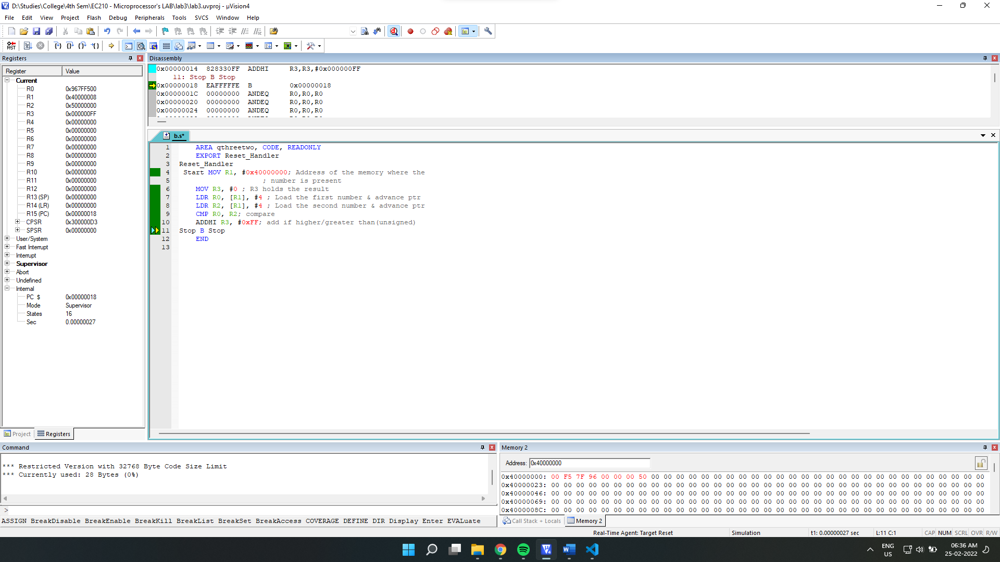 D:\Studies\College\4th Sem\EC210 - Microprocessor's LAB\lab3\lab3.uvproj - µVision4
File Edit View Project Flash Debug Peripherals Tools SVCS Window Help
RST
Registers
Register Value
Current
R0 0x967FF500
R1 0x40000008
R2 0x50000000
R3 0x000000FF
R4 0x00000000
R5 0x00000000
R6 0x00000000
R7 0x00000000
R8 0x00000000
R9 0x00000000
R10 0x00000000
R11 0x00000000
R12 0x00000000
R13 (SP) 0x00000000
R14 (LR) 0x00000000
R15 (PC) 0x00000018
CPSR 0x300000D3
SPSR 0x00000000
User/System
Fast Interrupt
Interrupt
Supervisor
Abort
Undefined
Internal
PC $ 0x00000018
Mode Supervisor
States 16
Sec 0.00000027
Project Registers
Disassembly
0x00000014 828330FF ADDHI R3,R3,#0x000000FF
11: Stop B Stop
0x00000018 EAFFFFFE B 0x00000018
0x0000001C 00000000 ANDEQ R0,R0,R0
0x00000020 00000000 ANDEQ R0,R0,R0
0x00000024 00000000 ANDEQ R0,R0,R0
b.s*
1 AREA qthreetwo, CODE, READONLY
2 EXPORT Reset_Handler
3 Reset_Handler
4 Start MOV R1, #0x40000000; Address of the memory where the
5 ; number is present
6 MOV R3, #0 ; R3 holds the result
7 LDR R0, [R1], #4 ; Load the first number & advance ptr
8 LDR R2, [R1], #4 ; Load the second number & advance ptr
9 CMP R0, R2; compare
10 ADDHI R3, #0xFF; add if higher/greater than(unsigned)
11 Stop B Stop
12 END
13
Command
*** Restricted Version with 32768 Byte Code Size Limit
*** Currently used: 28 Bytes (0%)
>
ASSIGN BreakDisable BreakEnable BreakKill BreakList BreakSet BreakAccess COVERAGE DEFINE DIR Display Enter EVALuate
Memory 2
Address: 0x40000000
0x40000000: 00 F5 7F 96 00 00 00 50 00 00 00 00 00 00 00 00 00 00 00 00 00 00 00 00 00 00 00 00 00 00 00 00 00 00 00
0x40000023: 00 00 00 00 00 00 00 00 00 00 00 00 00 00 00 00 00 00 00 00 00 00 00 00 00 00 00 00 00 00 00 00 00 00 00
0x40000046: 00 00 00 00 00 00 00 00 00 00 00 00 00 00 00 00 00 00 00 00 00 00 00 00 00 00 00 00 00 00 00 00 00 00 00
0x40000069: 00 00 00 00 00 00 00 00 00 00 00 00 00 00 00 00 00 00 00 00 00 00 00 00 00 00 00 00 00 00 00 00 00 00 00
0x4000008C: 00 00 00 00 00 00 00 00 00 00 00 00 00 00 00 00 00 00 00 00 00 00 00 00 00 00 00 00 00 00 00 00 00 00 00
Call Stack + Locals Memory 2
Real-Time Agent: Target Reset Simulation t1: 0.00000027 sec L:11 C:1 CAP NUM SCRL OVR R/W
ENG
US
06:36 AM
25-02-2022